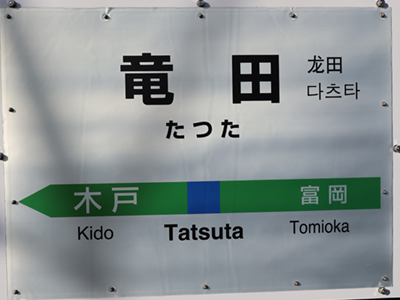 竜田
龙田
다츠타
たつた
木戸 富岡
Kido Tatsuta Tomioka